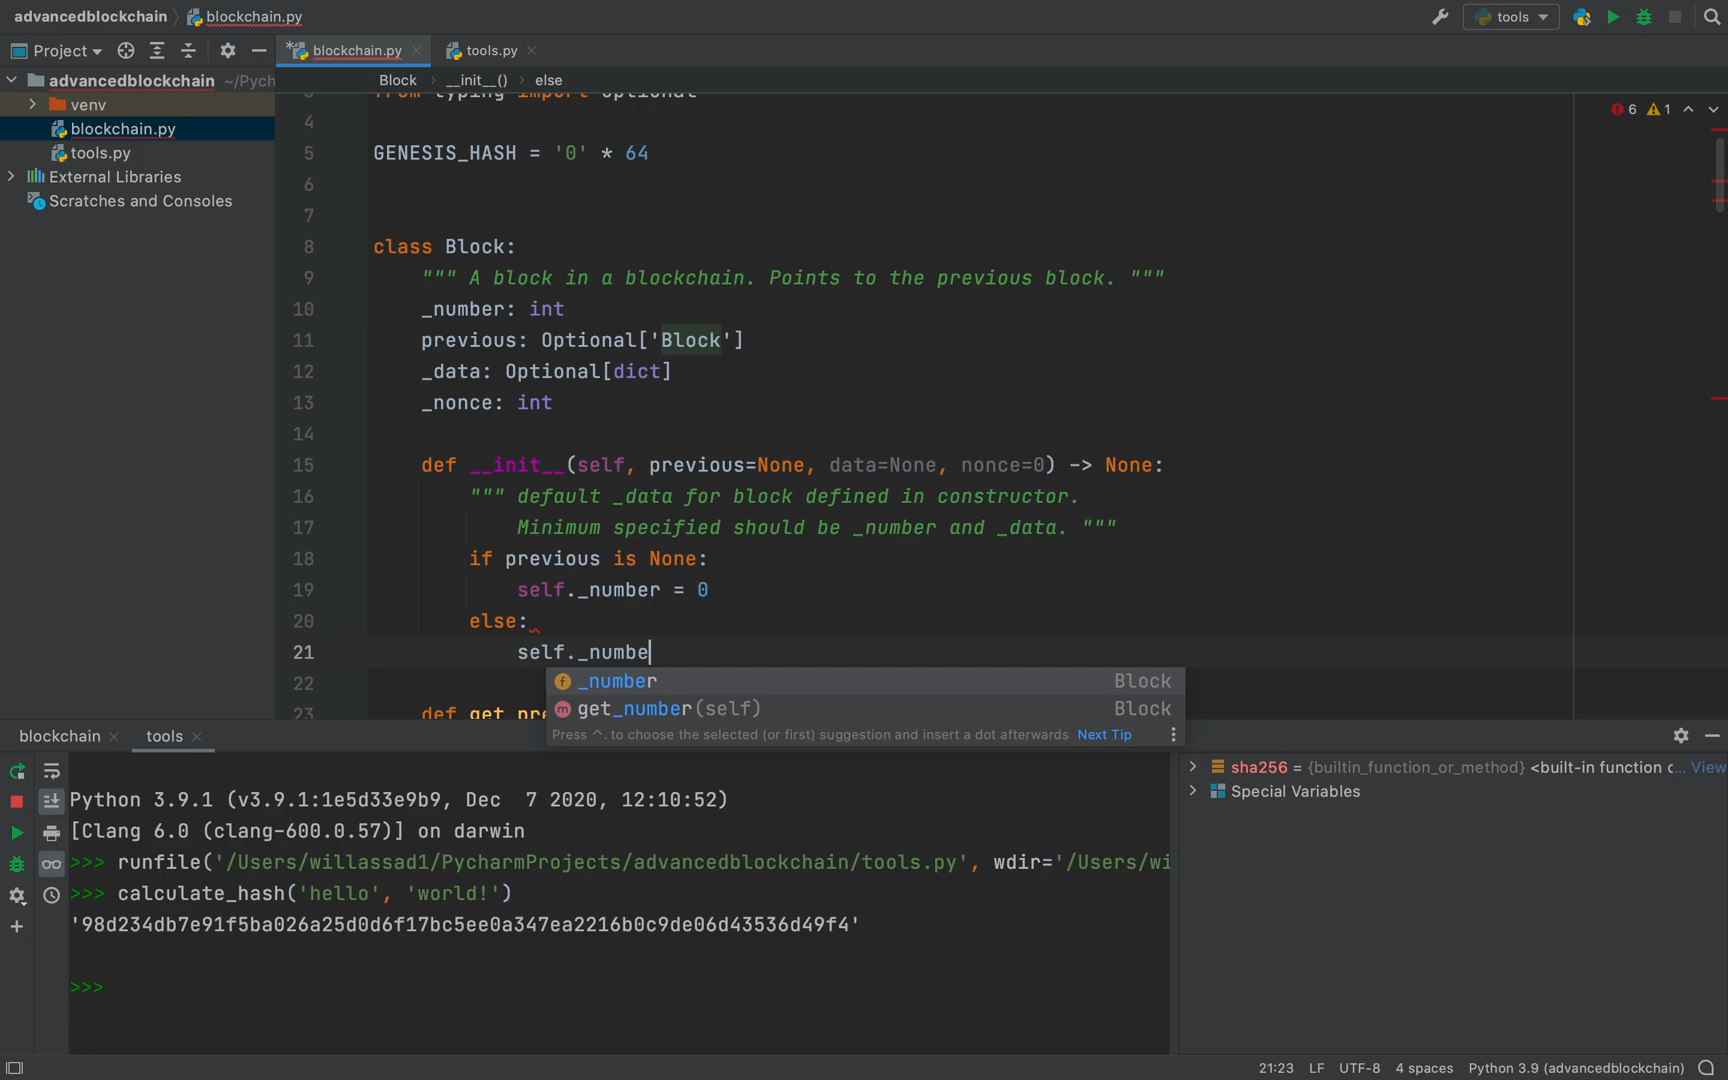 advancedblockchain blockchain.py
tools
Project
blockchain.py
tools.py
advancedblockchain ~/Pych
venv
blockchain.py
tools.py
External Libraries
Scratches and Consoles
Block __init__() else
6 1
from typing import Optional
4
5 GENESIS_HASH = '0' * 64
6
7
8 class Block:
9 """ A block in a blockchain. Points to the previous block. """
10 _number: int
11 previous: Optional['Block']
12 _data: Optional[dict]
13 _nonce: int
14
15 def __init__(self, previous=None, data=None, nonce=0) -> None:
16 """ default _data for block defined in constructor.
17 Minimum specified should be _number and _data. """
18 if previous is None:
19 self._number = 0
20 else:
21 self._numbe
22
23 def get_pre
f _number Block
m get_number(self) Block
Press ^. to choose the selected (or first) suggestion and insert a dot afterwards Next Tip
blockchain tools
Python 3.9.1 (v3.9.1:1e5d33e9b9, Dec  7 2020, 12:10:52)
[Clang 6.0 (clang-600.0.57)] on darwin
>>> runfile('/Users/willassad1/PycharmProjects/advancedblockchain/tools.py', wdir='/Users/wi
>>> calculate_hash('hello', 'world!')
'98d234db7e91f5ba026a25d0d6f17bc5ee0a347ea2216b0c9de06d43536d49f4'
>>>
sha256 = {builtin_function_or_method} <built-in function c... View
Special Variables
21:23 LF UTF-8 4 spaces Python 3.9 (advancedblockchain)